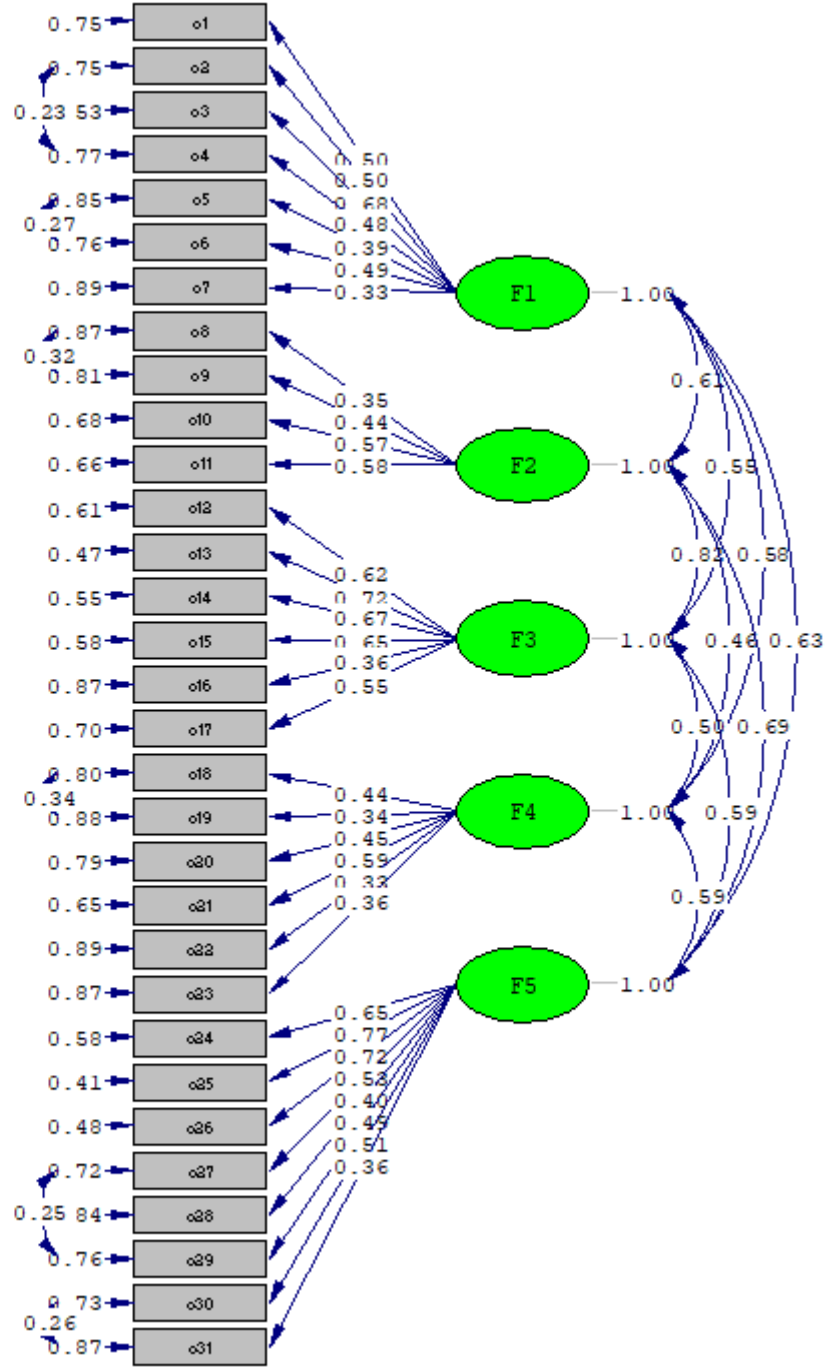 0.75 o1
0.75 o2
0.23 53 o3
0.77 o4
0.50
0.50
0.68
0.85 o5
0.48
0.27
0.39
0.76 o6
0.49
0.89 o7
0.33
F1 1.00
0.87 o8
0.32
0.81 o9
0.61
0.35
0.68 o10
0.44
0.57
0.66 o11
0.58
F2 1.00 0.55
0.61 o12
0.47 o13
0.82 0.58
0.62
0.55 o14
0.72
0.67
0.58 o15
0.65
F3 1.00 0.46 0.63
0.36
0.87 o16
0.55
0.70 o17
0.50 0.69
0.80 o18
0.34
0.44
0.88 o19
0.34
F4 1.00 0.59
0.45
0.79 o20
0.59
0.33
0.65 o21
0.36
0.59
0.89 o22
0.87 o23
F5 1.00
0.65
0.58 o24
0.77
0.72
0.41 o25
0.53
0.40
0.48 o26
0.49
0.51
0.72 o27
0.36
0.25 84 o28
0.76 o29
0.73 o30
0.26
0.87 o31